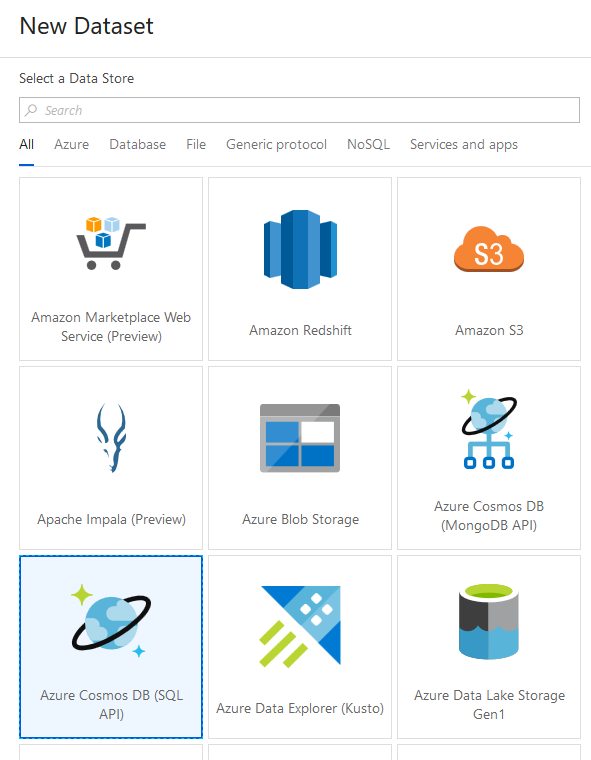 New Dataset
Select a Data Store
Search
All Azure Database File Generic protocol NoSQL Services and apps
S3
Amazon Marketplace Web
Service (Preview)
Amazon Redshift
Amazon S3
Apache Impala (Preview)
Azure Blob Storage
Azure Cosmos DB
(MongoDB API)
Azure Cosmos DB (SQL
API)
Azure Data Explorer (Kusto)
Azure Data Lake Storage
Gen1